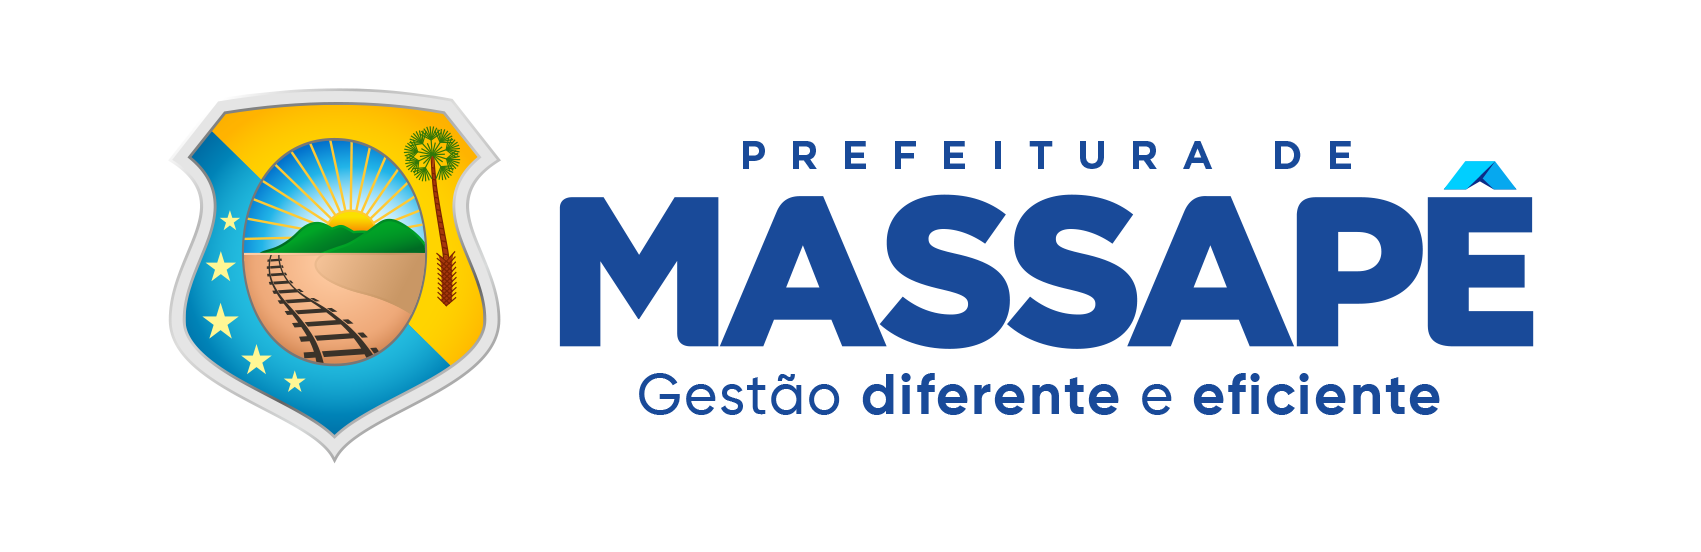 PREFEITURA DE
MASSAPÊ
Gestão diferente e eficiente